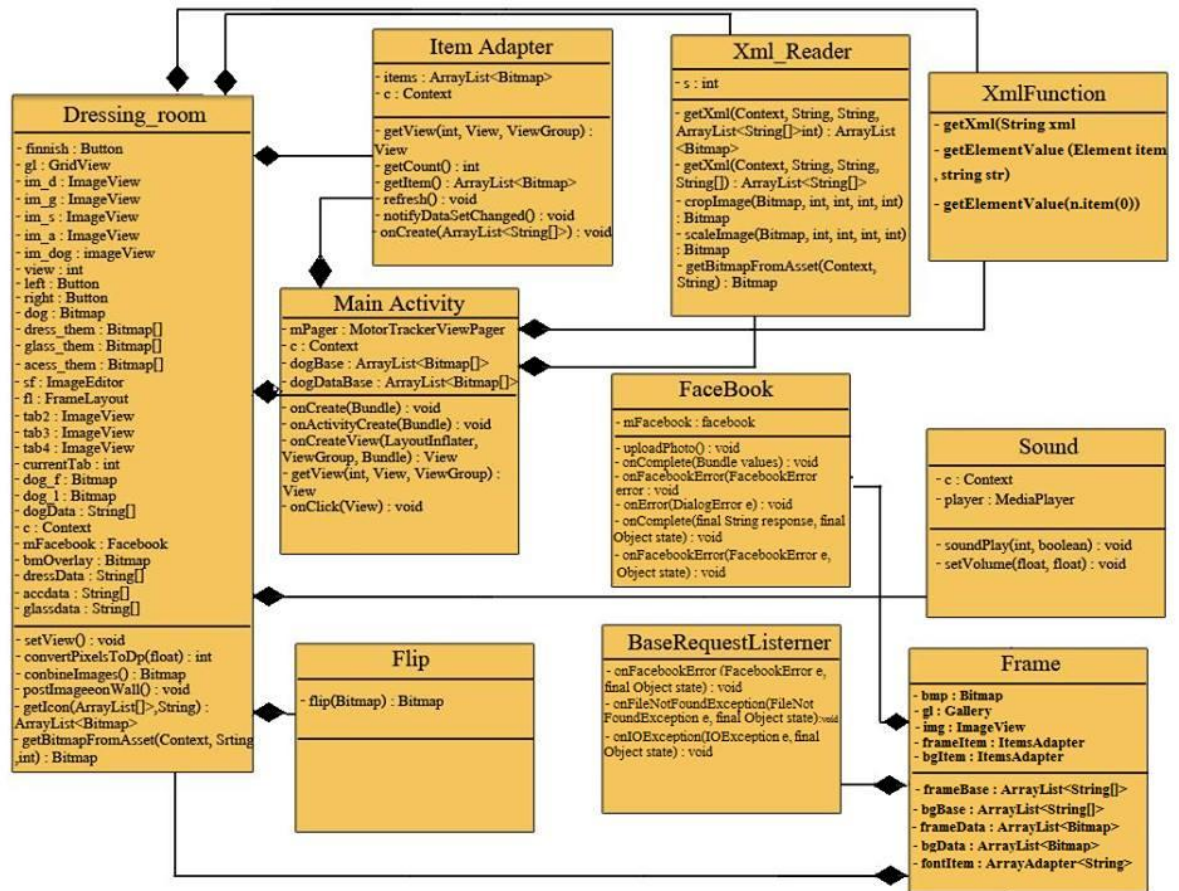 Dressing_room
- finnish : Button
- gl : GridView
- im_d : ImageView
- im_g : ImageView
- im_s : ImageView
- im_a : ImageView
- im_dog : imageView
- view : int
- left : Button
- right : Button
- dog : Bitmap
- dress_them : Bitmap[]
- glass_them : Bitmap[]
- acess_them : Bitmap[]
- sf : ImageEditor
- fl : FrameLayout
- tab2 : ImageView
- tab3 : ImageView
- tab4 : ImageView
- currentTab : int
- dog_f : Bitmap
- dog_l : Bitmap
- dogData : String[]
- c : Context
- mFacebook : Facebook
- bmOverlay : Bitmap
- dressData : String[]
- accdata : String[]
- glassdata : String[]
- setView() : void
- convertPixelsToDp(float) : int
- conbineImages() : Bitmap
- postImageeonWall() : void
- getIcon(ArrayList[]>,String) :
ArrayList<Bitmap>
- getBitmapFromAsset(Context, Srting
,int) : Bitmap
Item Adapter
- items : ArrayList<Bitmap>
- c : Context
- getView(int, View, ViewGroup) :
View
- getCount() : int
- getItem() : ArrayList<Bitmap>
- refresh() : void
- notifyDataSetChanged() : void
- onCreate(ArrayList<String[]>) : void
Xml_Reader
- s : int
- getXml(Context, String, String,
ArrayList<String[]>int) : ArrayList
<Bitmap>
- getXml(Context, String, String,
String[]) : ArrayList<String[]>
- cropImage(Bitmap, int, int, int, int)
: Bitmap
- scaleImage(Bitmap, int, int, int, int)
: Bitmap
- getBitmapFromAsset(Context,
String) : Bitmap
XmlFunction
- getXml(String xml
- getElementValue (Element item
, string str)
- getElementValue(n.item(0))
Main Activity
- mPager : MotorTrackerViewPager
- c : Context
- dogBase : ArrayList<Bitmap[]>
- dogDataBase : ArrayList<Bitmap[]>
- onCreate(Bundle) : void
- onActivityCreate(Bundle) : void
- onCreateView(LayoutInflater,
ViewGroup, Bundle) : View
- getView(int, View, ViewGroup) :
View
- onClick(View) : void
FaceBook
- mFacebook : facebook
- uploadPhoto() : void
- onComplete(Bundle values) : void
- onFacebookError(FacebookError
error : void
- onError(DialogError e) : void
- onComplete(final String response, final
Object state) : void
- onFacebookError(FacebookError e,
Object state) : void
Sound
- c : Context
- player : MediaPlayer
- soundPlay(int, boolean) : void
- setVolume(float, float) : void
Flip
- flip(Bitmap) : Bitmap
BaseRequestListerner
- onFacebookError (FacebookError e,
final Object state) : void
- onFileNotFoundException(FileNot
FoundException e, final Object state):void
- onIOException(IOException e, final
Object state) : void
Frame
- bmp : Bitmap
- gl : Gallery
- img : ImageView
- frameItem : ItemsAdapter
- bgItem : ItemsAdapter
- frameBase : ArrayList<String[]>
- bgBase : ArrayList<String[]>
- frameData : ArrayList<Bitmap>
- bgData : ArrayList<Bitmap>
- fontItem : ArrayAdapter<String>